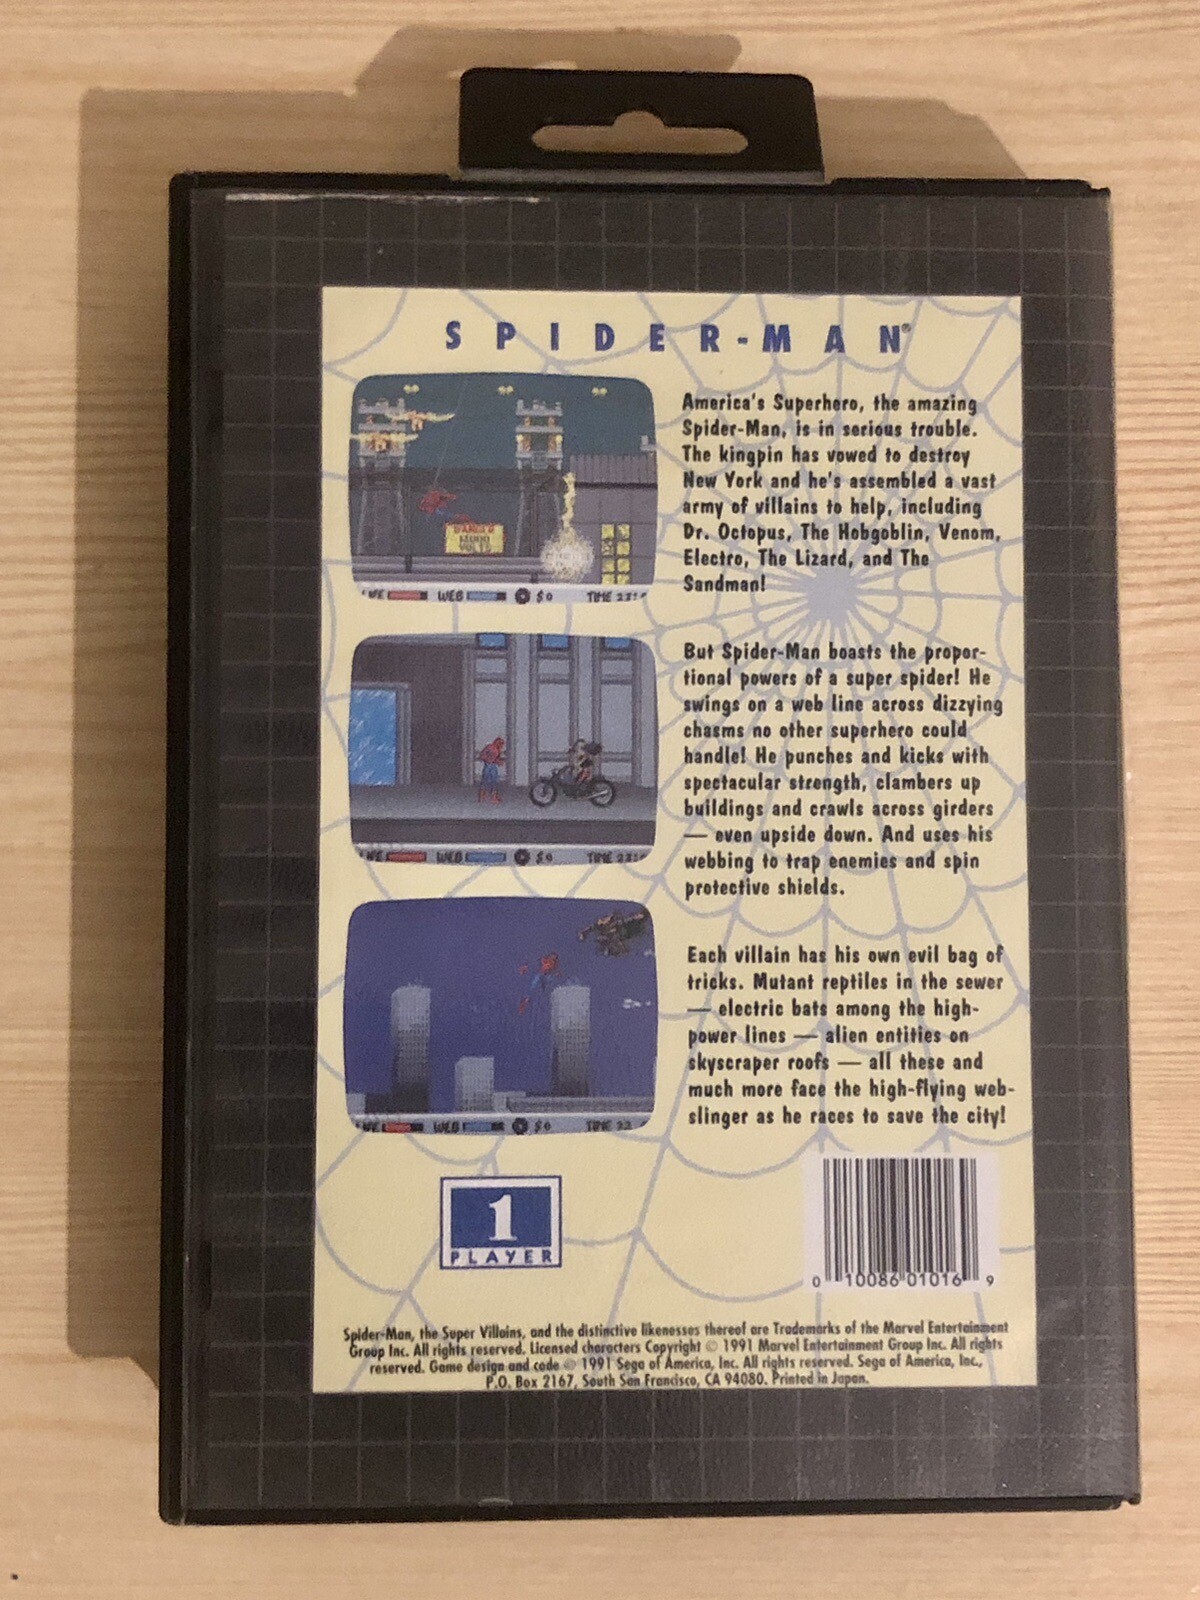 SPIDER-MAN®
America's Superhero, the amazing
Spider-Man, is in serious trouble.
The kingpin has vowed to destroy
New York and he's assembled a vast
army of villains to help, including
Dr. Octopus, The Hobgoblin, Venom,
Electro, The Lizard, and The
Sandman!
DANGER
VOLTS
WEB $0 TIME
But Spider-Man boasts the propor-
tional powers of a super spider! He
swings on a web line across dizzying
chasms no other superhero could
handle! He punches and kicks with
spectacular strength, clambers up
buildings and crawls across girders
— even upside down. And uses his
webbing to trap enemies and spin
protective shields.
WEB $0 TIME
Each villain has his own evil bag of
tricks. Mutant reptiles in the sewer
— electric bats among the high-
power lines — alien entities on
skyscraper roofs — all these and
much more face the high-flying web-
slinger as he races to save the city!
WEB $0 TIME
1
PLAYER
0 10086 01016 9
Spider-Man, the Super Villains, and the distinctive likenesses thereof are Trademarks of the Marvel Entertainment
Group Inc. All rights reserved. Licensed characters Copyright © 1991 Marvel Entertainment Group Inc. All rights
reserved. Game design and code © 1991 Sega of America, Inc. All rights reserved. Sega of America, Inc.,
P.O. Box 2167, South San Francisco, CA 94080. Printed in Japan.